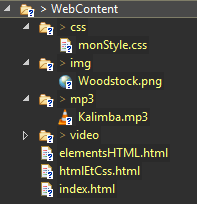 > WebContent
> css
monStyle.css
> img
Woodstock.png
> mp3
Kalimba.mp3
> video
elementsHTML.html
htmlEtCss.html
index.html